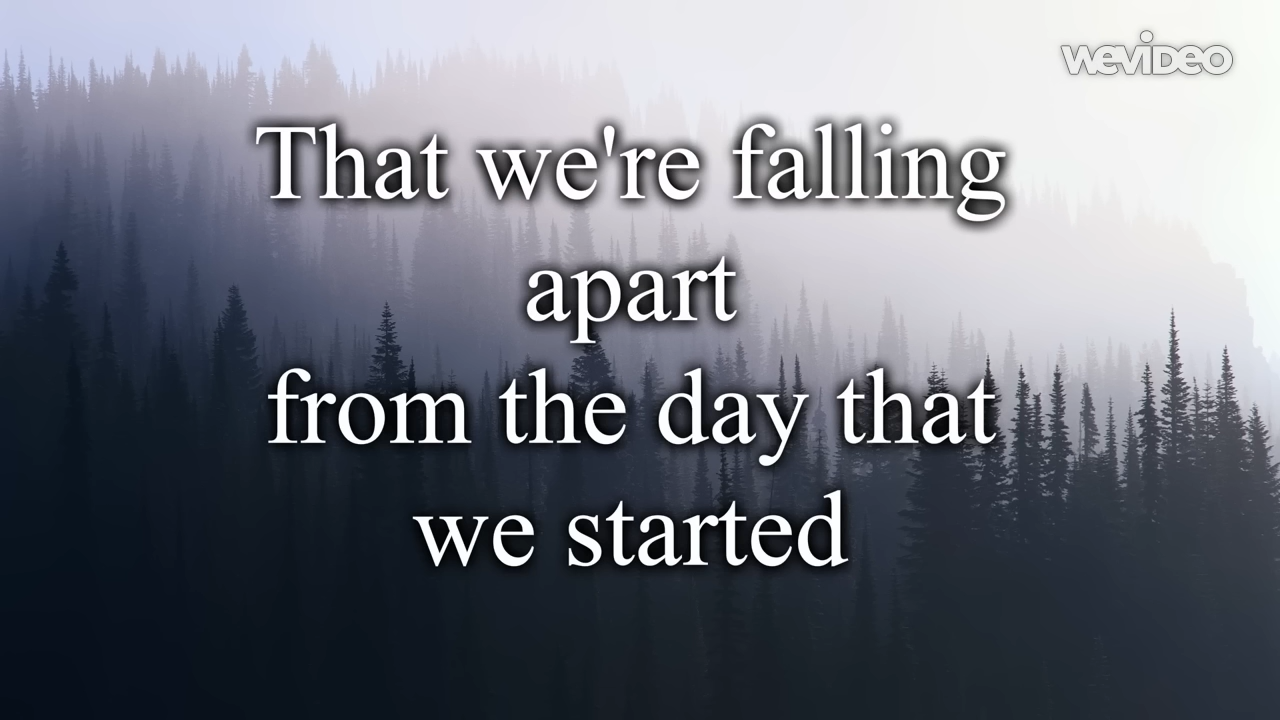 WEVIDEO
That we're falling
apart
from the day that
we started